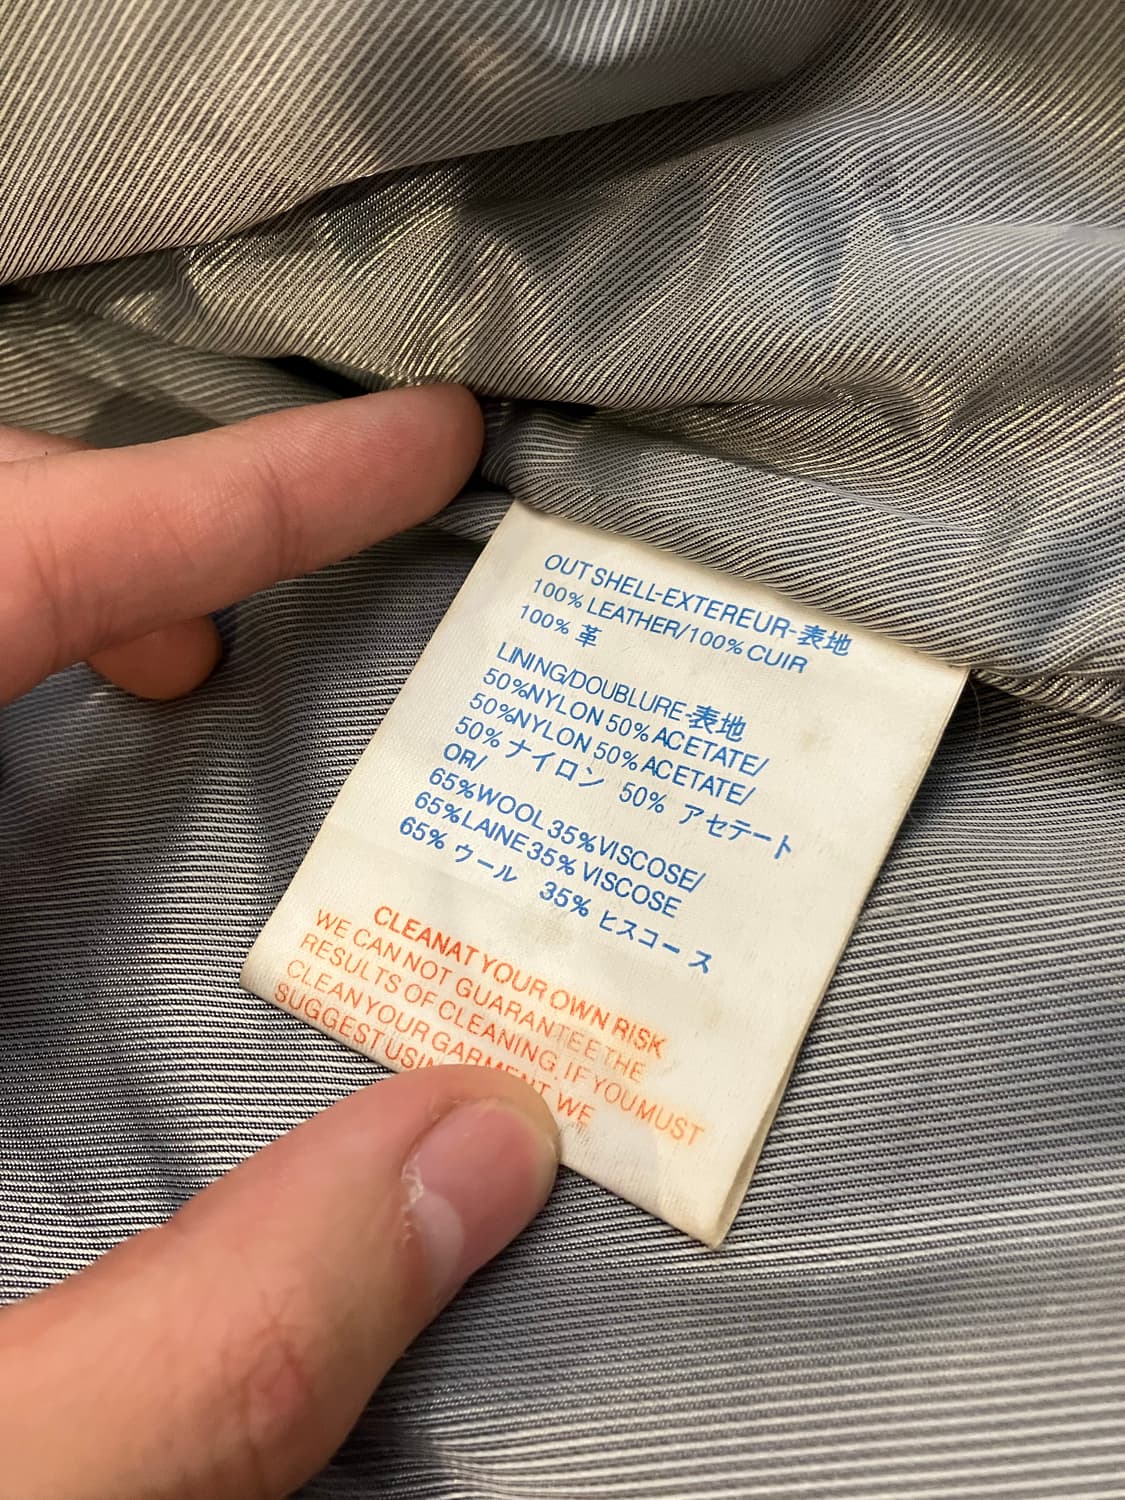 OUT SHELL-EXTEREUR-表地
100% LEATHER/100% CUIR
100% 革
LINING/DOUBLURE-表地
50%NYLON 50% ACETATE/
50%NYLON 50% ACETATE/
50% ナイロン 50% アセテート
OR/
65%WOOL 35% VISCOSE/
65%LAINE 35% VISCOSE
65% ウール 35% ヒスコース
CLEANAT YOUR OWN RISK
WE CAN NOT GUARANTEE THE
RESULTS OF CLEANING. IF YOU MUST
CLEAN YOUR GARMENT, WE
SUGGEST